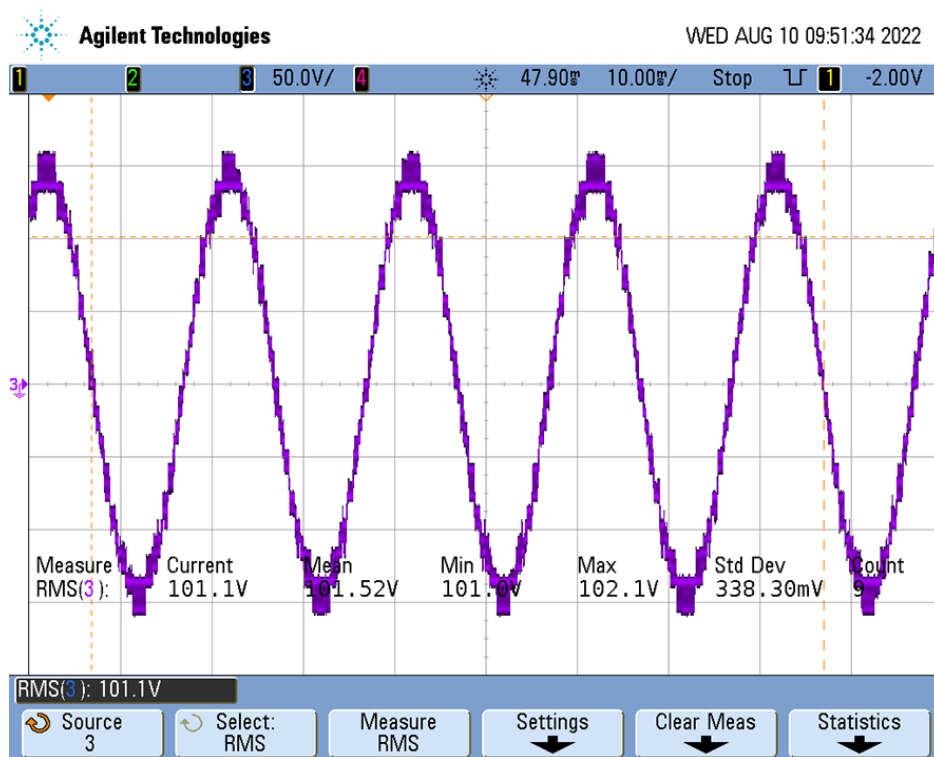 Agilent Technologies WED AUG 10 09:51:34 2022
1 2 3 50.0V/ 4 47.90ms 10.00ms/ Stop 1 -2.00V
3
Measure Current Mean Min Max Std Dev Count
RMS(3): 101.1V 101.52V 101.0V 102.1V 338.30mV 9
RMS(3): 101.1V
Source Select: Measure Settings Clear Meas Statistics
3 RMS RMS